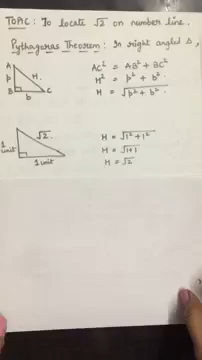 TOPIC: To locate √2 on number line.
Pythagoras Theorem: In right angled Δ,
A
p
H
B
b
C
AC² = AB² + BC²
H² = p² + b²
H = √p² + b²
1 unit
√2
1 unit
H = √1² + 1²
H = √1+1
H = √2